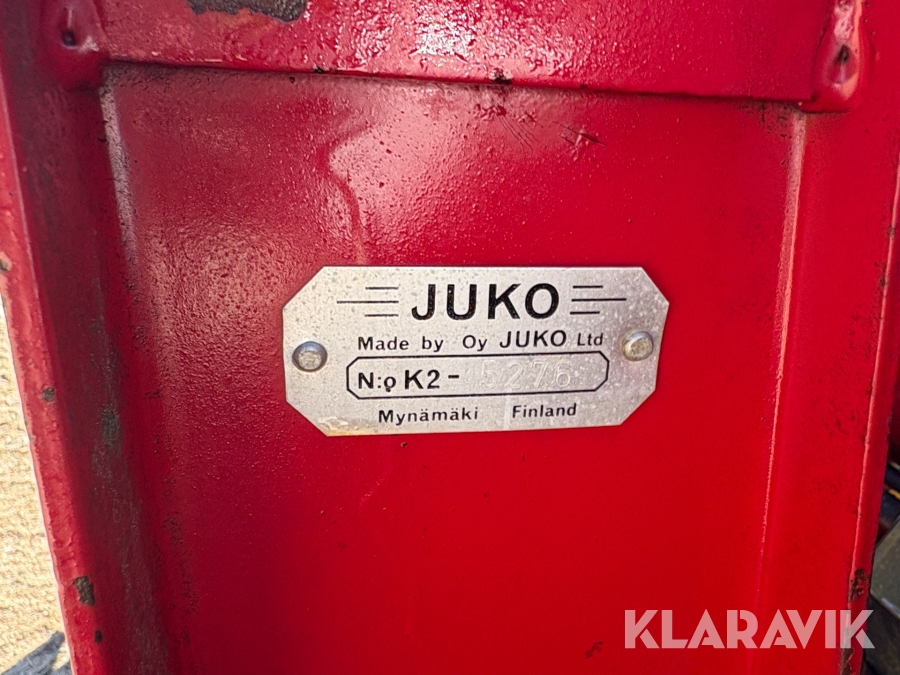 JUKO
Made by Oy JUKO Ltd
N:o K2- 5276
Mynämäki Finland
KLARAVIK